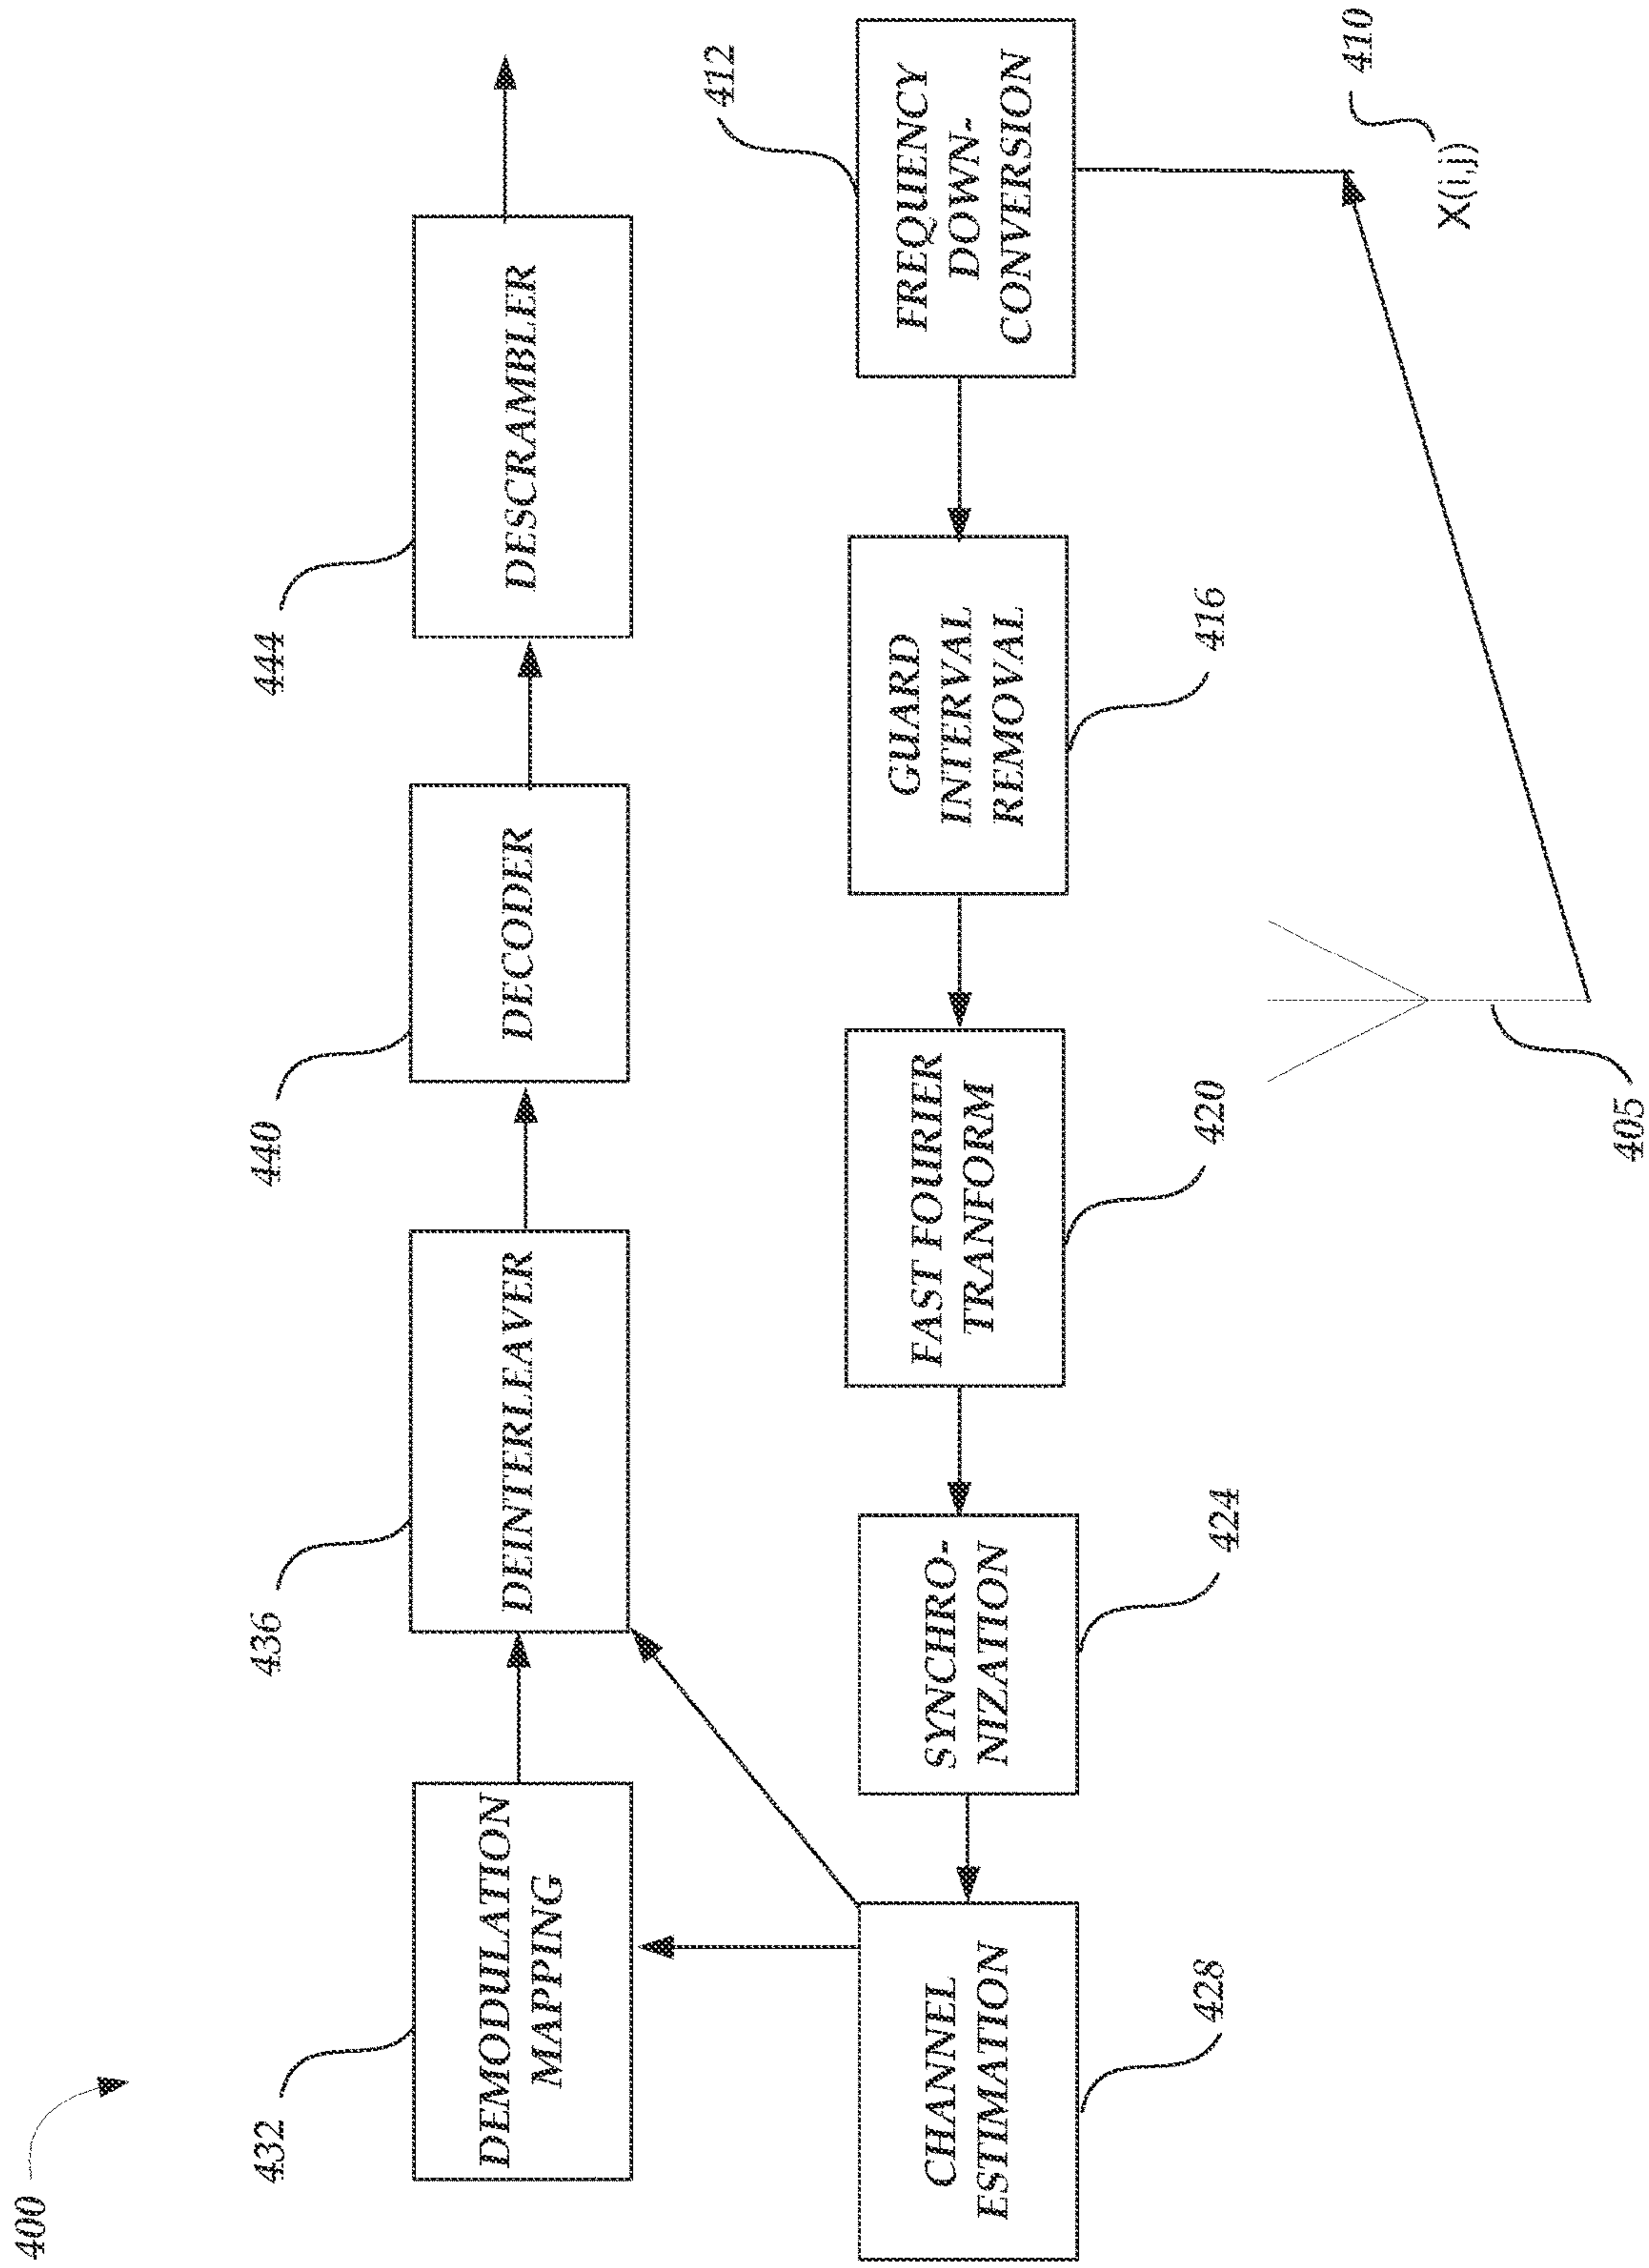 400
432
436
440
444
DEMODULATION
MAPPING
DEINTERLEAVER
DECODER
DESCRAMBLER
412
CHANNEL
ESTIMATION
SYNCHRO-
NIZATION
FAST FOURIER
TRANFORM
GUARD
INTERVAL
REMOVAL
FREQUENCY
DOWN-
CONVERSION
428
424
420
416
410
X(i,j)
405